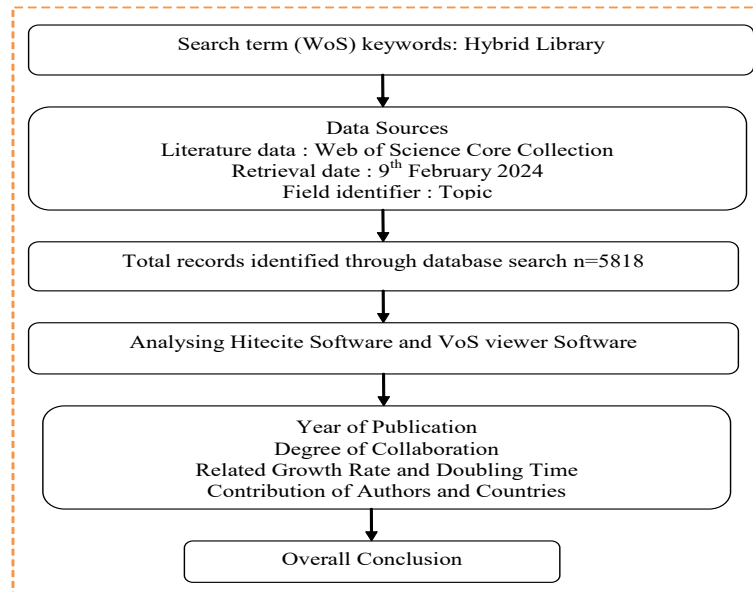 Search term (WoS) keywords: Hybrid Library
Data Sources
Literature data : Web of Science Core Collection
Retrieval date : 9th February 2024
Field identifier : Topic
Total records identified through database search n=5818
Analysing Hitecite Software and VoS viewer Software
Year of Publication
Degree of Collaboration
Related Growth Rate and Doubling Time
Contribution of Authors and Countries
Overall Conclusion